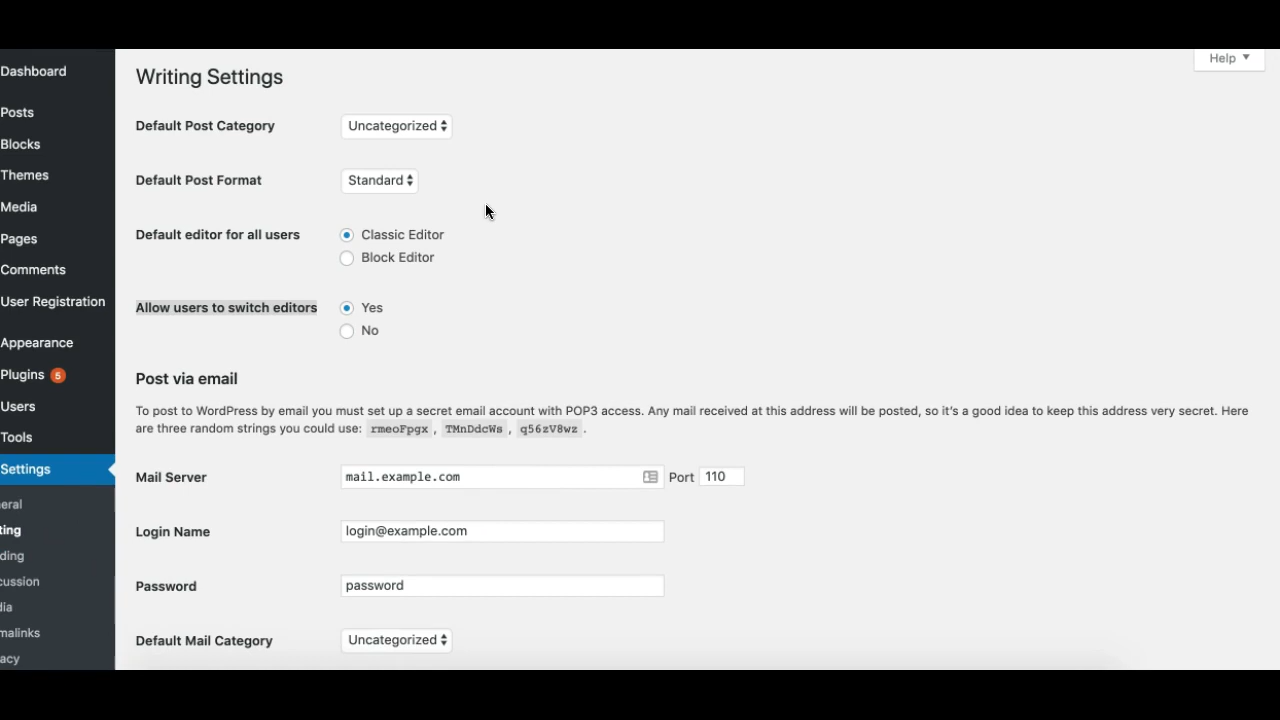 Help
Writing Settings
Dashboard
Posts
Blocks
Themes
Media
Pages
Comments
User Registration
Appearance
Plugins 5
Users
Tools
Settings
eral
ting
ding
cussion
dia
malinks
acy
Default Post Category Uncategorized
Default Post Format Standard
Default editor for all users Classic Editor
Block Editor
Allow users to switch editors Yes
No
Post via email
To post to WordPress by email you must set up a secret email account with POP3 access. Any mail received at this address will be posted, so it's a good idea to keep this address very secret. Here
are three random strings you could use: rmeoFpgx , TMnDdcWs , q56zV8wz .
Mail Server mail.example.com Port 110
Login Name login@example.com
Password password
Default Mail Category Uncategorized